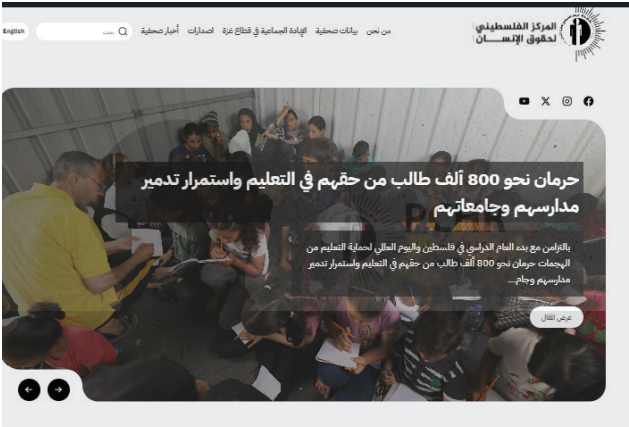 المركز الفلسطيني
لحقوق الإنســـان
من نحن
بيانات صحفية
الإبادة الجماعية في قطاع غزة
اصدارات
أخبار صحفية
بحث
English
حرمان نحو 800 ألف طالب من حقهم في التعليم واستمرار تدمير
مدارسهم وجامعاتهم
بالتزامن مع بدء العام الدراسي في فلسطين واليوم العالمي لحماية التعليم من
الهجمات حرمان نحو 800 ألف طالب من حقهم في التعليم واستمرار تدمير
مدارسهم وجام...
عرض المقال